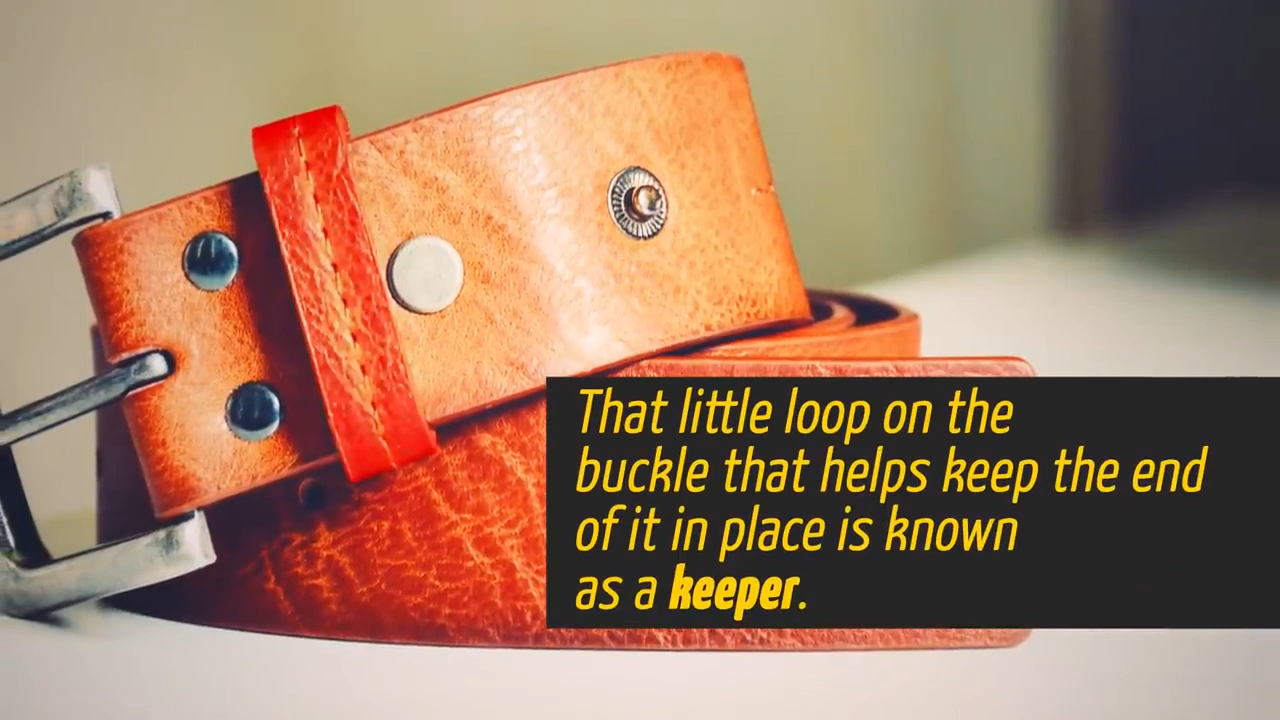 That little loop on the
buckle that helps keep the end
of it in place is known
as a keeper.